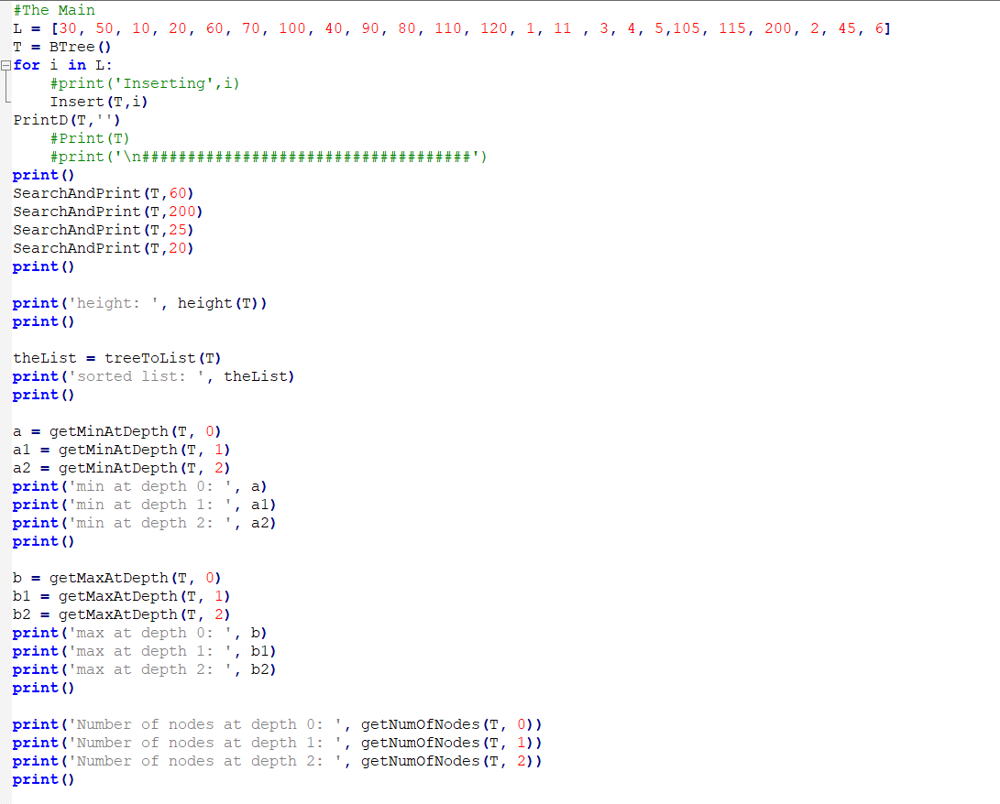 #The Main
L = [30, 50, 10, 20, 60, 70, 100, 40, 90, 80, 110, 120, 1, 11 , 3, 4, 5,105, 115, 200, 2, 45, 6]
T = BTree()
for i in L:
    #print('Inserting',i)
    Insert(T,i)
PrintD(T,'')
    #Print(T)
    #print('\n####################################')
print()
SearchAndPrint(T,60)
SearchAndPrint(T,200)
SearchAndPrint(T,25)
SearchAndPrint(T,20)
print()

print('height: ', height(T))
print()

theList = treeToList(T)
print('sorted list: ', theList)
print()

a = getMinAtDepth(T, 0)
a1 = getMinAtDepth(T, 1)
a2 = getMinAtDepth(T, 2)
print('min at depth 0: ', a)
print('min at depth 1: ', a1)
print('min at depth 2: ', a2)
print()

b = getMaxAtDepth(T, 0)
b1 = getMaxAtDepth(T, 1)
b2 = getMaxAtDepth(T, 2)
print('max at depth 0: ', b)
print('max at depth 1: ', b1)
print('max at depth 2: ', b2)
print()

print('Number of nodes at depth 0: ', getNumOfNodes(T, 0))
print('Number of nodes at depth 1: ', getNumOfNodes(T, 1))
print('Number of nodes at depth 2: ', getNumOfNodes(T, 2))
print()